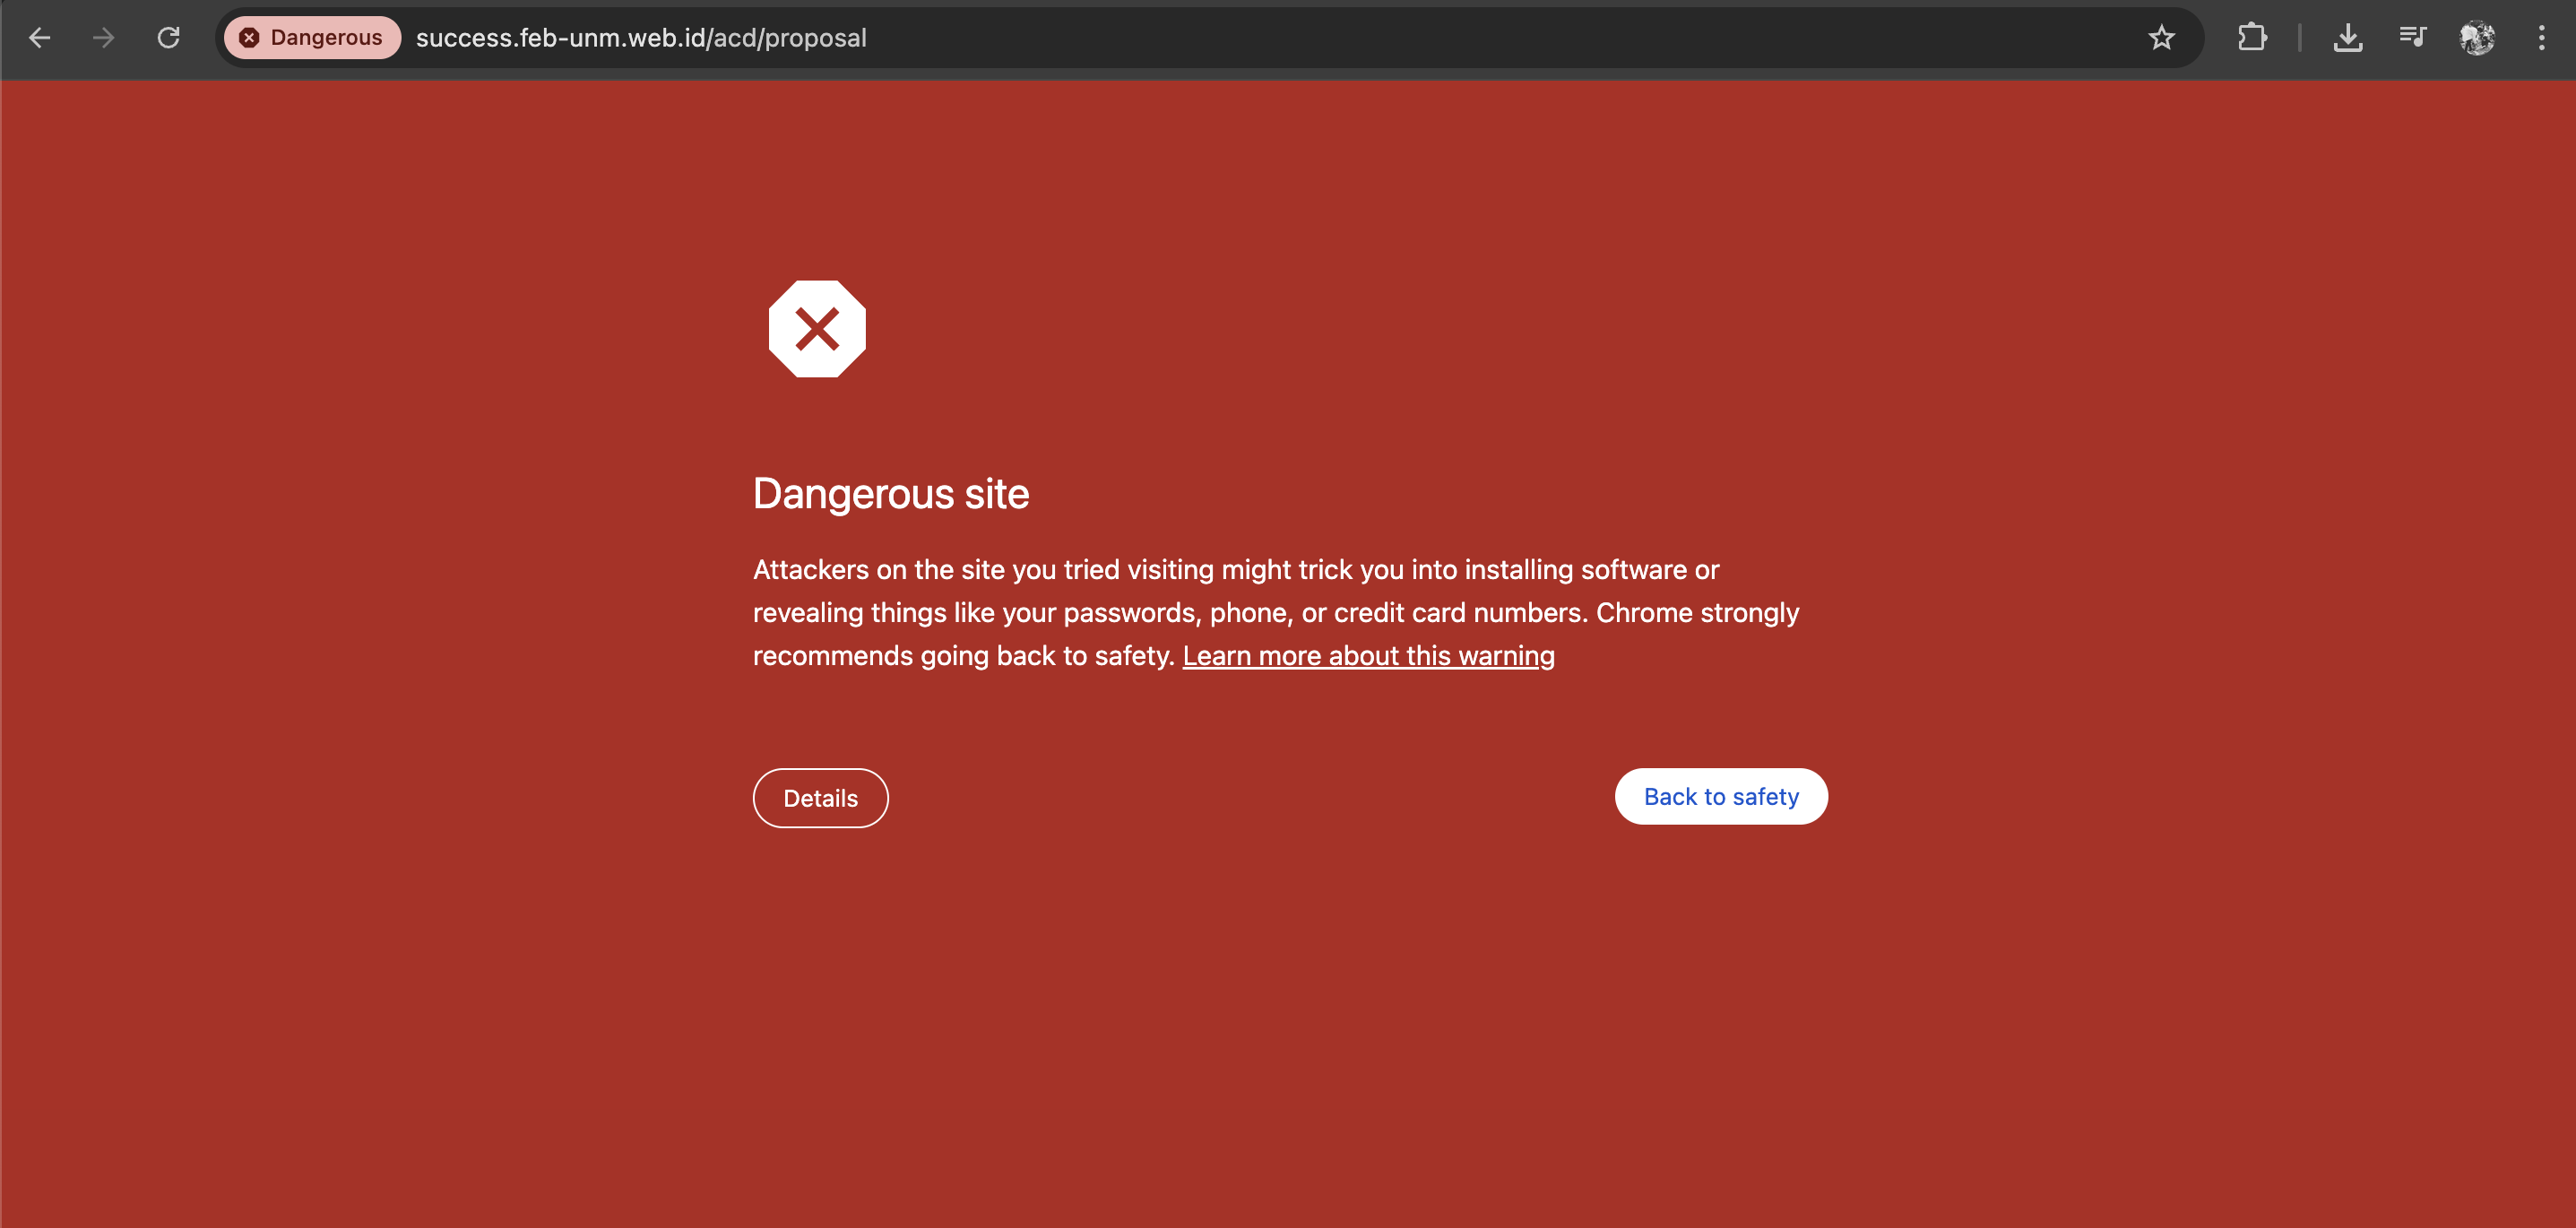 Dangerous
success.feb-unm.web.id/acd/proposal
Dangerous site
Attackers on the site you tried visiting might trick you into installing software or
revealing things like your passwords, phone, or credit card numbers. Chrome strongly
recommends going back to safety. Learn more about this warning
Details
Back to safety